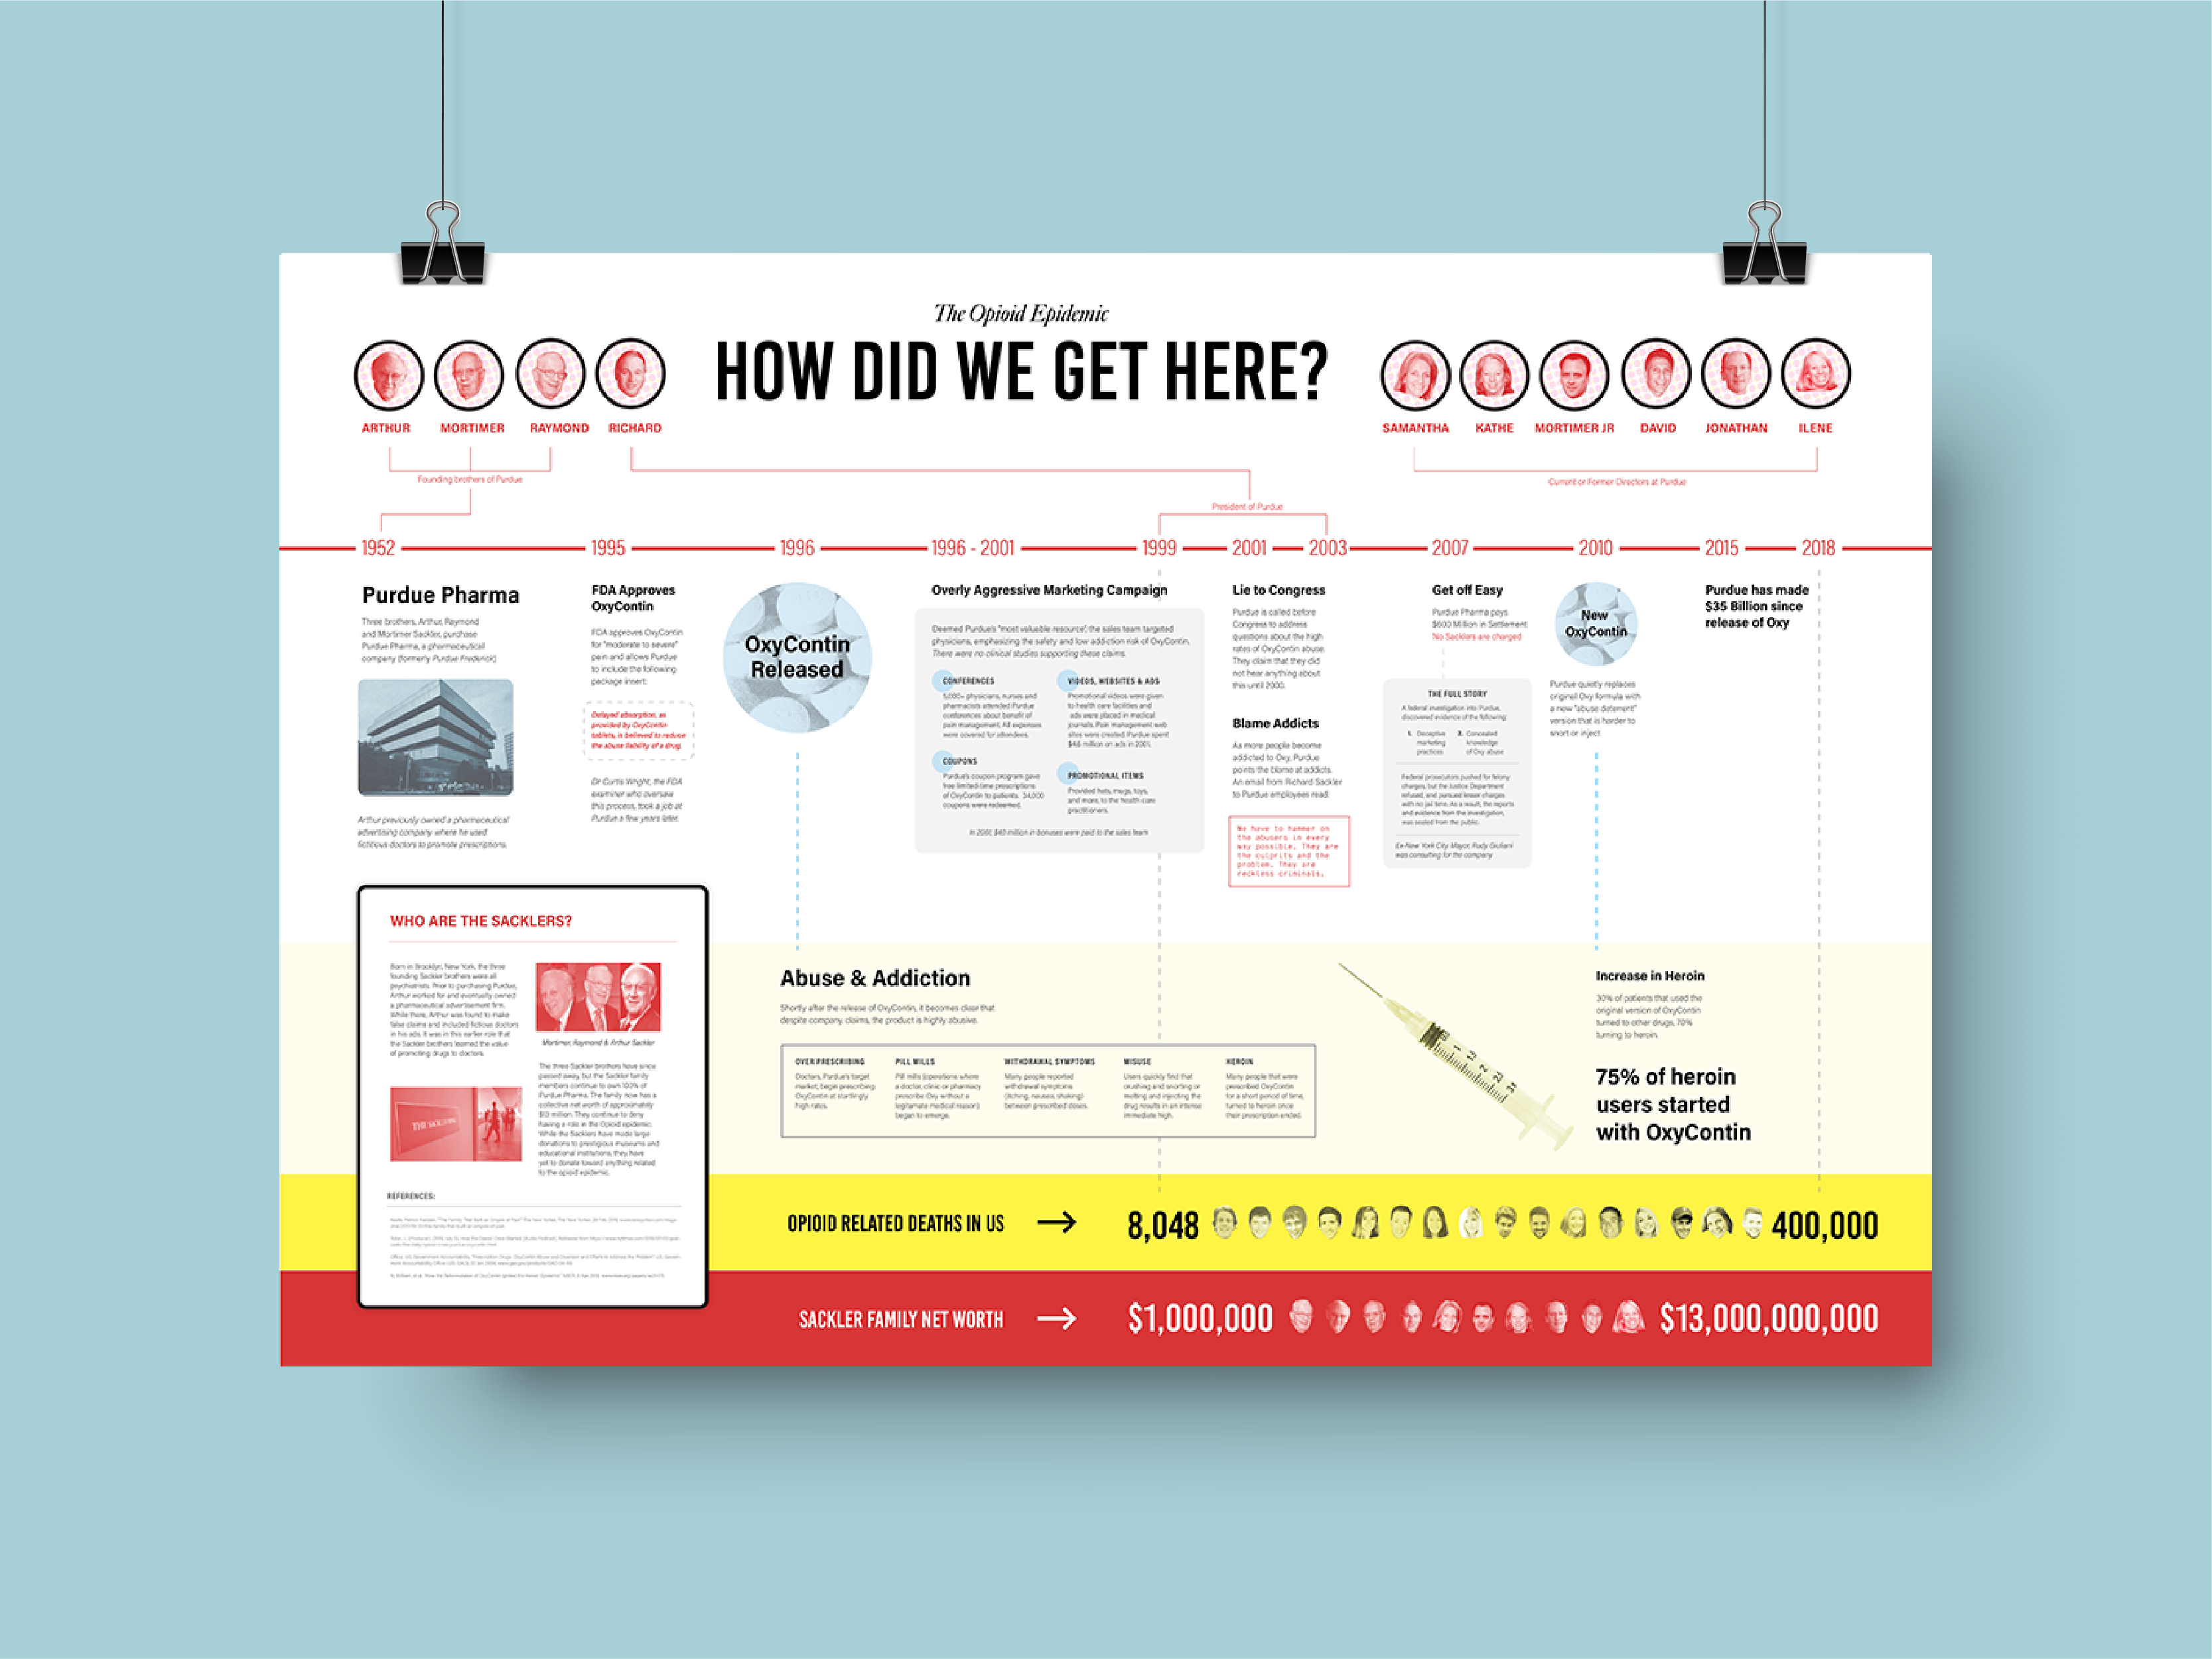 The Opioid Epidemic
HOW DID WE GET HERE?
ARTHUR
MORTIMER
RAYMOND
RICHARD
SAMANTHA
KATHE
MORTIMER JR
DAVID
JONATHAN
ILENE
Founding brothers of Purdue
President of Purdue
Current or Former Directors at Purdue
1952
1995
1996
1996 - 2001
1999
2001
2003
2007
2010
2015
2018
Purdue Pharma
Three brothers, Arthur, Raymond
and Mortimer Sackler, purchase
Purdue Pharma, a pharmaceutical
company (formerly Purdue Frederick)
Arthur previously owned a pharmaceutical
advertising company where he used
fictitious doctors to promote prescriptions.
FDA Approves
OxyContin
FDA approves OxyContin
for "moderate to severe"
pain and allows Purdue
to include the following
package insert:
Delayed absorption, as
provided by OxyContin
tablets, is believed to reduce
the abuse liability of a drug.
Dr Curtis Wright, the FDA
examiner who oversaw
this process, took a job at
Purdue a few years later.
OxyContin
Released
Overly Aggressive Marketing Campaign
Deemed Purdue's "most valuable resource", the sales team targeted
physicians, emphasizing the safety and low addiction risk of OxyContin.
There were no clinical studies supporting these claims.
CONFERENCES
5,000+ physicians, nurses and
pharmacists attended Purdue
conferences about benefit of
pain management. All expenses
were covered for attendees.
VIDEOS, WEBSITES & ADS
Promotional videos were given
to health care facilities and
ads were placed in medical
journals. Pain management web
sites were created. Purdue spent
$4.6 million on ads in 2001.
COUPONS
Purdue's coupon program gave
free limited-time prescriptions
of OxyContin to patients. 34,000
coupons were redeemed.
PROMOTIONAL ITEMS
Provided hats, mugs, toys,
and more, to the health care
practitioners.
In 2001, $40 million in bonuses were paid to the sales team
Lie to Congress
Purdue is called before
Congress to address
questions about the high
rates of OxyContin abuse.
They claim that they did
not hear anything about
this until 2000.
Blame Addicts
As more people become
addicted to Oxy, Purdue
points the blame at addicts.
An email from Richard Sackler
to Purdue employees read:
We have to hammer on
the abusers in every
way possible. They are
the culprits and the
problem. They are
reckless criminals.
Get off Easy
Purdue Pharma pays
$600 Million in Settlement
No Sacklers are charged
THE FULL STORY
A federal investigation into Purdue,
discovered evidence of the following:
1. Deceptive
marketing
practices
2. Concealed
knowledge
of Oxy abuse
Federal prosecutors pushed for felony
charges, but the Justice Department
refused, and pursued lesser charges
with no jail time. As a result, the reports
and evidence from the investigation,
was sealed from the public.
Ex-New York City Mayor, Rudy Giuliani
was consulting for the company
New
OxyContin
Purdue quietly replaces
original Oxy formula with
a new "abuse deterrent"
version that is harder to
snort or inject
Purdue has made
$35 Billion since
release of Oxy
WHO ARE THE SACKLERS?
Born in Brooklyn, New York, the three
founding Sackler brothers were all
psychiatrists. Prior to purchasing Purdue,
Arthur worked for and eventually owned
a pharmaceutical advertisement firm.
While there, Arthur was found to make
false claims and included fictious doctors
in his ads. It was in this earlier role that
the Sackler brothers learned the value
of promoting drugs to doctors.
Mortimer, Raymond & Arthur Sackler
THE SACKLER
The three Sackler brothers have since
passed away, but the Sackler family
members continue to own 100% of
Purdue Pharma. The family now has a
collective net worth of approximately
$13 million. They continue to deny
having a role in the Opioid epidemic.
While the Sacklers have made large
donations to prestigious museums and
educational institutions, they have
yet to donate toward anything related
to the opioid epidemic.
REFERENCES:
Abuse & Addiction
Shortly after the release of OxyContin, it becomes clear that
despite company claims, the product is highly abusive.
OVER PRESCRIBING
Doctors, Purdue's target
market, begin prescribing
OxyContin at startlingly
high rates.
PILL MILLS
Pill mills (operations where
a doctor, clinic or pharmacy
prescribe Oxy without a
legitamate medical reason)
began to emerge.
WITHDRAWAL SYMPTOMS
Many people reported
withdrawal symptoms
(itching, nausea, shaking)
between prescribed doses.
MISUSE
Users quickly find that
crushing and snorting or
melting and injecting the
drug results in an intense
immediate high.
HEROIN
Many people that were
prescribed OxyContin
for a short period of time,
turned to heroin once
their prescription ended.
Increase in Heroin
30% of patients that used the
original version of OxyContin
turned to other drugs, 70%
turning to heroin.
75% of heroin
users started
with OxyContin
OPIOID RELATED DEATHS IN US → 8,048 400,000
SACKLER FAMILY NET WORTH → $1,000,000 $13,000,000,000